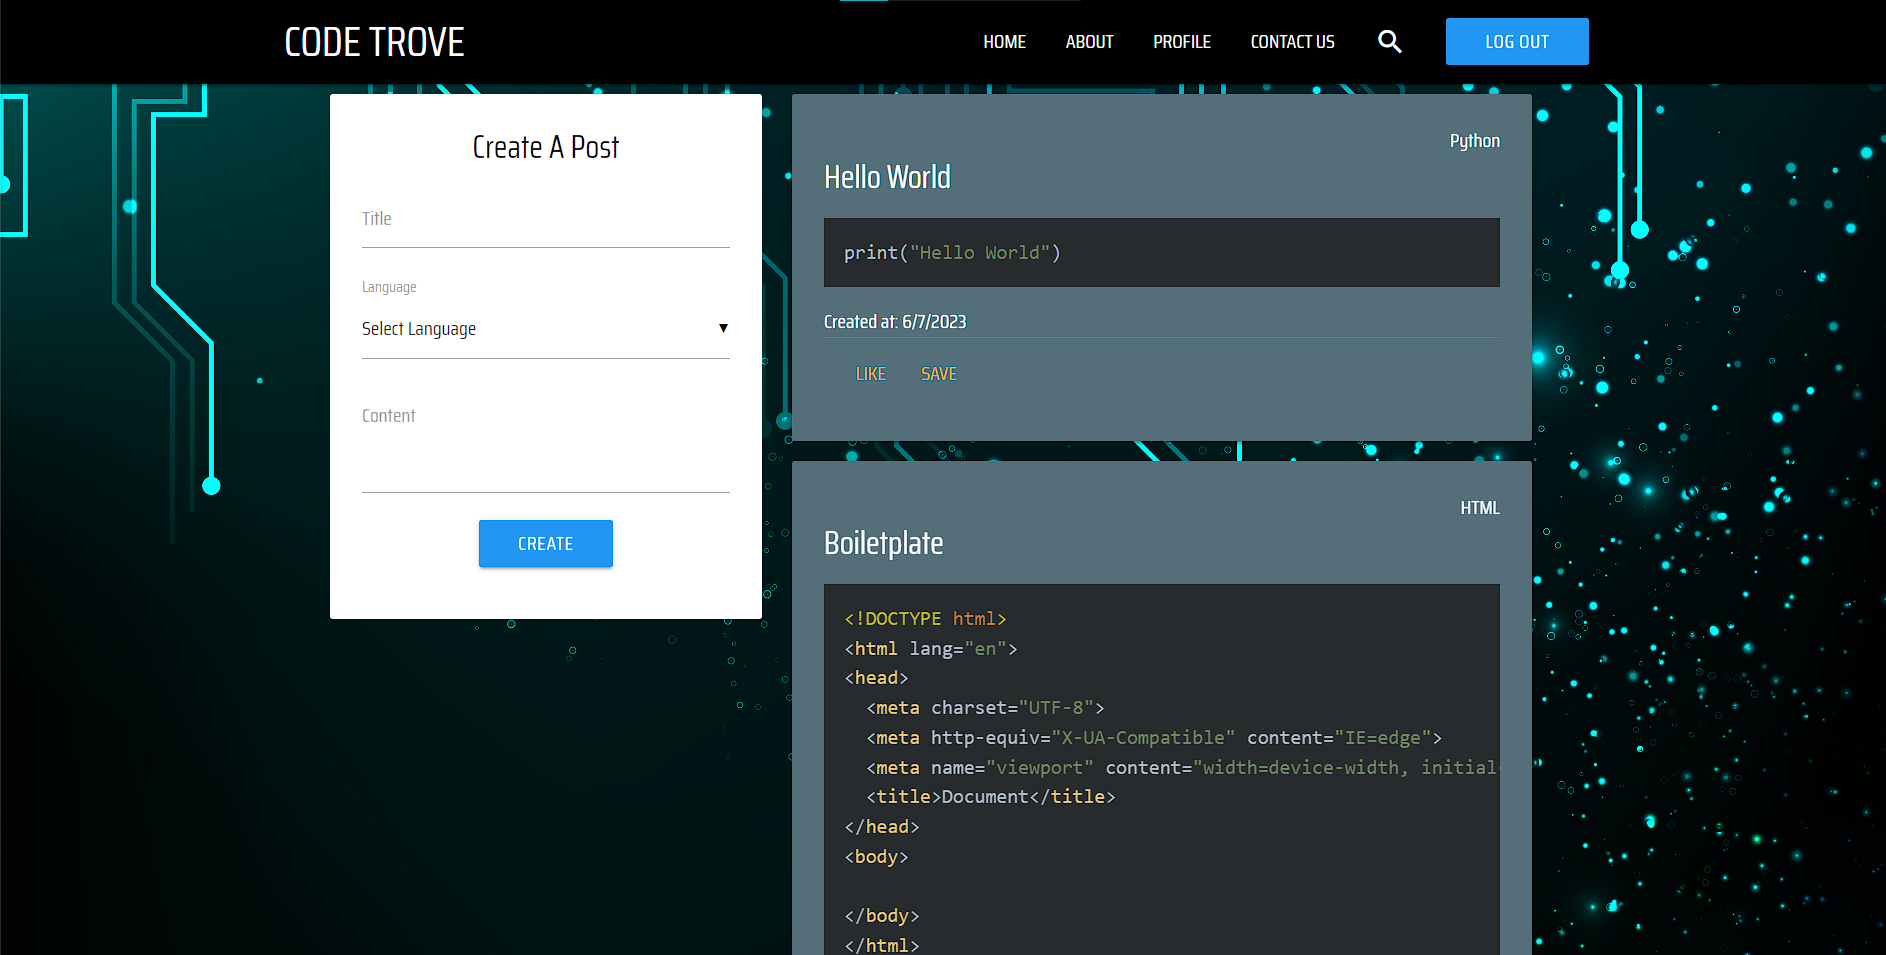 CODE TROVE
HOME ABOUT PROFILE CONTACT US LOG OUT
Create A Post
Title
Language
Select Language
Content
CREATE
Python
Hello World
print("Hello World")
Created at: 6/7/2023
LIKE SAVE
HTML
Boiletplate
<!DOCTYPE html>
<html lang="en">
<head>
  <meta charset="UTF-8">
  <meta http-equiv="X-UA-Compatible" content="IE=edge">
  <meta name="viewport" content="width=device-width, initial-
  <title>Document</title>
</head>
<body>
</body>
</html>